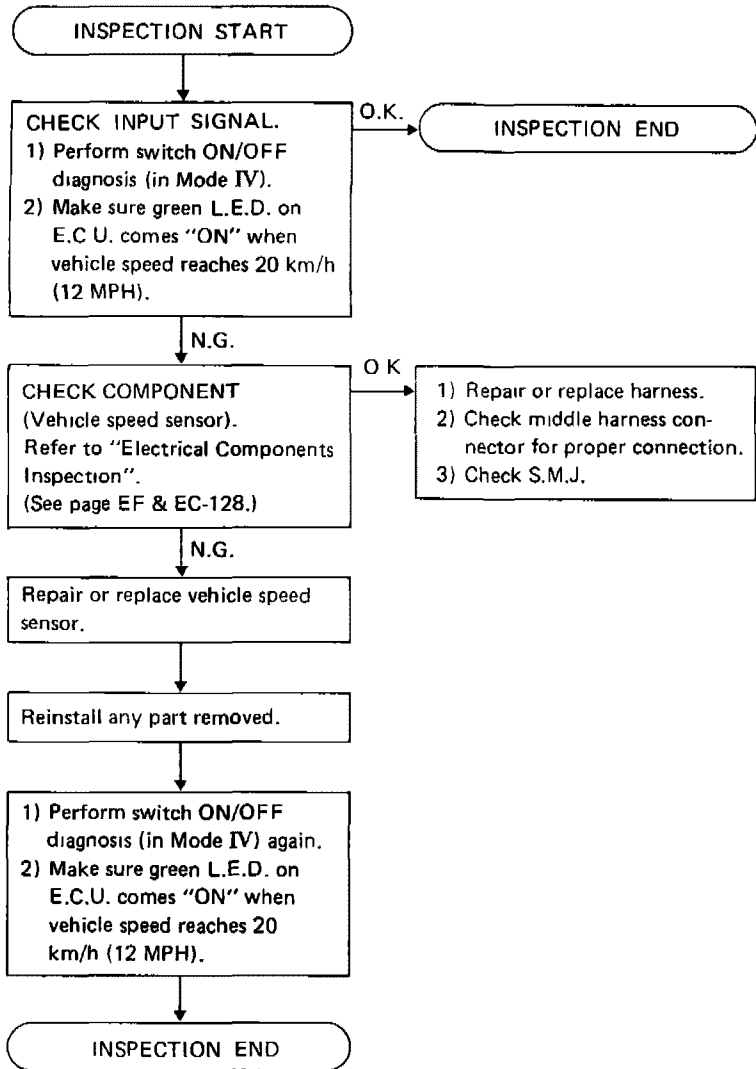 INSPECTION START
CHECK INPUT SIGNAL.
1) Perform switch ON/OFF
diagnosis (in Mode IV).
2) Make sure green L.E.D. on
E.C U. comes "ON" when
vehicle speed reaches 20 km/h
(12 MPH).
O.K.
INSPECTION END
N.G.
CHECK COMPONENT
(Vehicle speed sensor).
Refer to "Electrical Components
Inspection".
(See page EF & EC-128.)
O K
1) Repair or replace harness.
2) Check middle harness con-
nector for proper connection.
3) Check S.M.J.
N.G.
Repair or replace vehicle speed
sensor.
Reinstall any part removed.
1) Perform switch ON/OFF
diagnosis (in Mode IV) again.
2) Make sure green L.E.D. on
E.C.U. comes "ON" when
vehicle speed reaches 20
km/h (12 MPH).
INSPECTION END